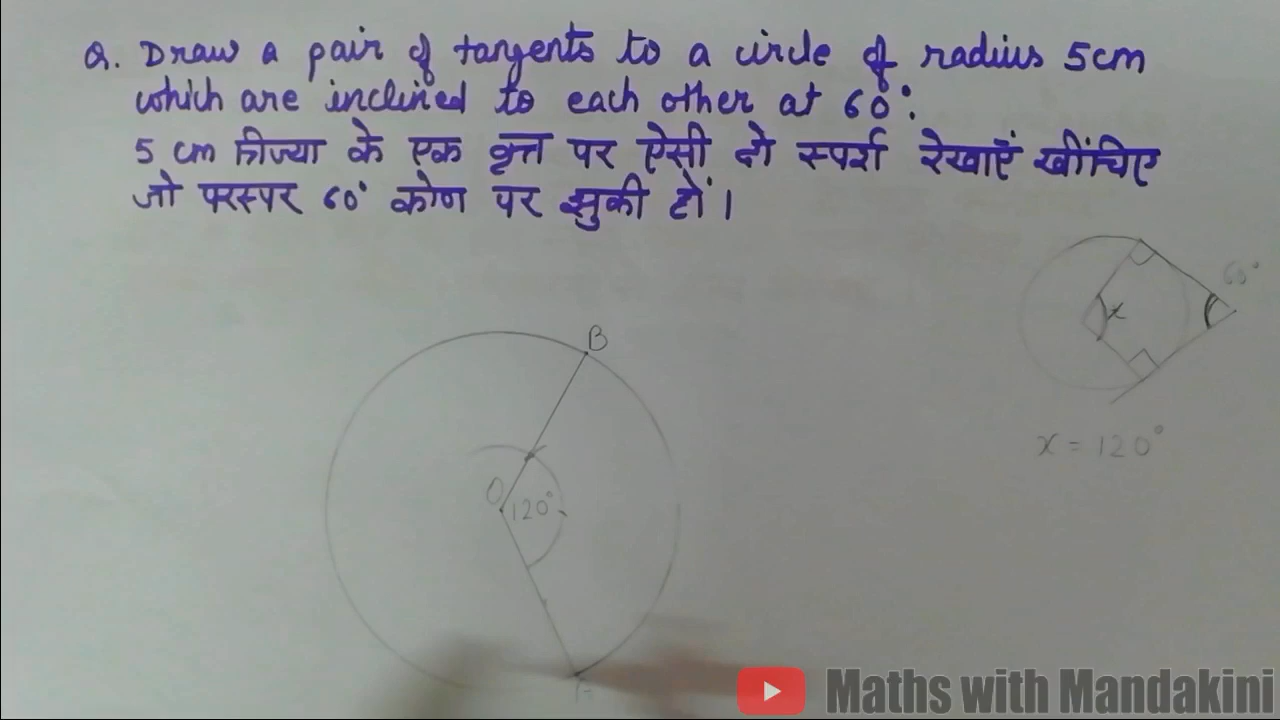 Q. Draw a pair of tangents to a circle of radius 5cm
which are inclined to each other at 60°.
5 cm त्रिज्या के एक वृत्त पर ऐसी दो स्पर्श रेखाएँ खींचिए
जो परस्पर 60° कोण पर झुकी हों।
60°
x
x = 120°
B
O
120°
Maths with Mandakini